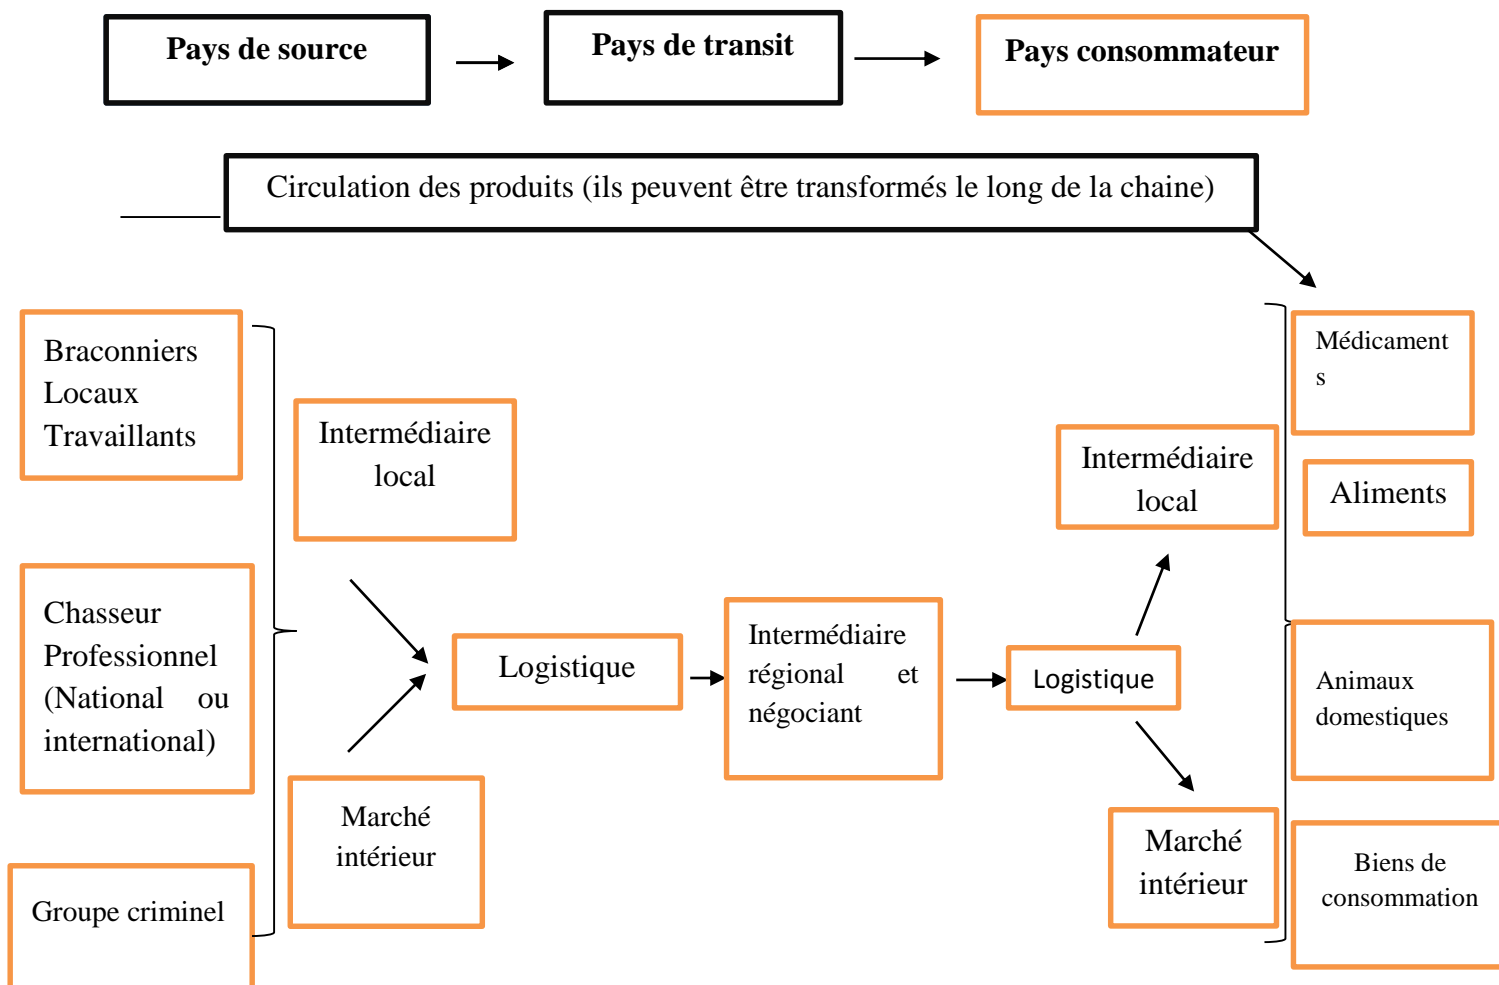 Pays de source
Pays de transit
Pays consommateur
Circulation des produits (ils peuvent être transformés le long de la chaine)
Braconniers
Locaux
Travaillants
Chasseur
Professionnel
(National ou
international)
Groupe criminel
Intermédiaire
local
Marché
intérieur
Logistique
Intermédiaire
régional et
négociant
Logistique
Intermédiaire
local
Marché
intérieur
Médicament
s
Aliments
Animaux
domestiques
Biens de
consommation